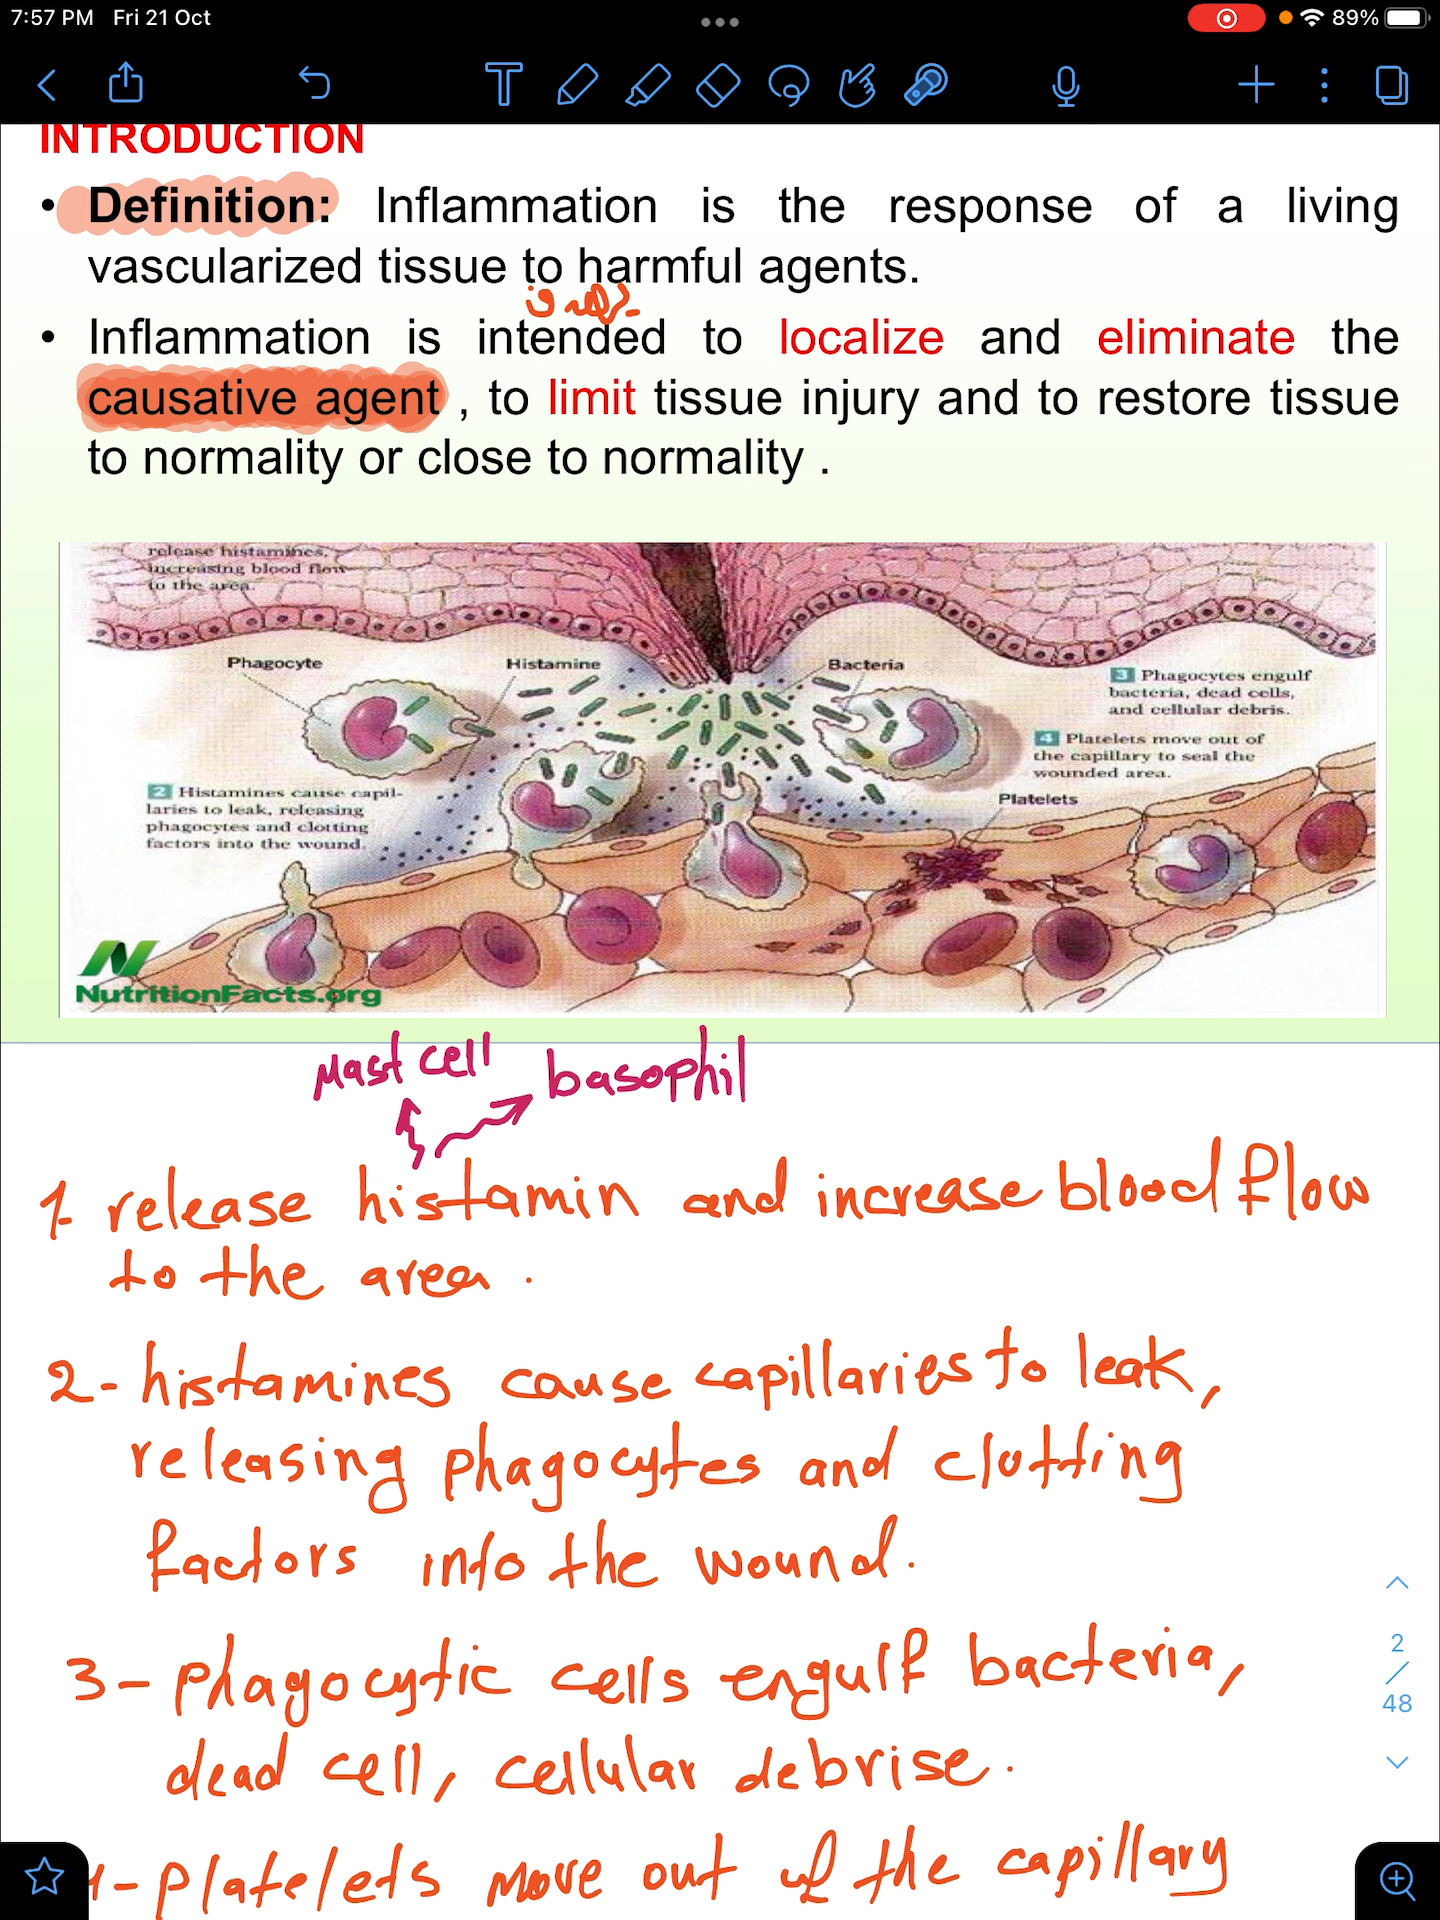 7:57 PM Fri 21 Oct
89%
INTRODUCTION
• Definition: Inflammation is the response of a living
vascularized tissue to harmful agents.
• Inflammation is intended to localize and eliminate the
causative agent , to limit tissue injury and to restore tissue
to normality or close to normality .
release histamines,
increasing blood flow
to the area.
Phagocyte
Histamine
Bacteria
3 Phagocytes engulf
bacteria, dead cells,
and cellular debris.
4 Platelets move out of
the capillary to seal the
wounded area.
Platelets
2 Histamines cause capil-
laries to leak, releasing
phagocytes and clotting
factors into the wound.
NutritionFacts.org
Mast cell basophil
1- release histamin and increase blood flow
to the area .
2- histamines cause capillaries to leak,
releasing phagocytes and clotting
factors into the wound.
3- phagocytic cells engulf bacteria,
dead cell, cellular debrise.
4- platelets move out of the capillary
2
/
48